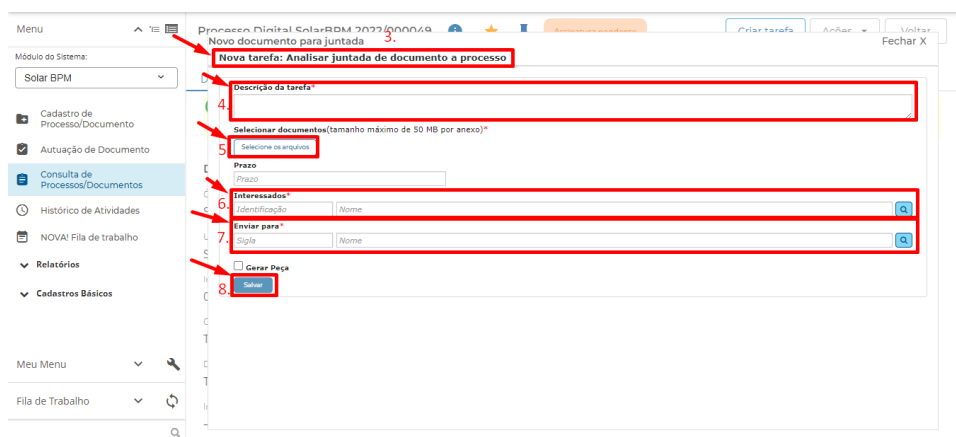 Menu
Módulo do Sistema:
Solar BPM
Cadastro de
Processo/Documento
Autuação de Documento
Consulta de
Processos/Documentos
Histórico de Atividades
NOVA! Fila de trabalho
Relatórios
Cadastros Básicos
Meu Menu
Fila de Trabalho
Processo Digital SolarBPM 2022/000049
Criar tarefa
Ações
Voltar
Novo documento para juntada
3.
Fechar X
Nova tarefa: Analisar juntada de documento a processo
Descrição da tarefa*
4.
Selecionar documentos(tamanho máximo de 50 MB por anexo)*
5.
Selecione os arquivos
Prazo
Prazo
Interessados*
6.
Identificação
Nome
Enviar para*
7.
Sigla
Nome
Gerar Peça
8.
Salvar